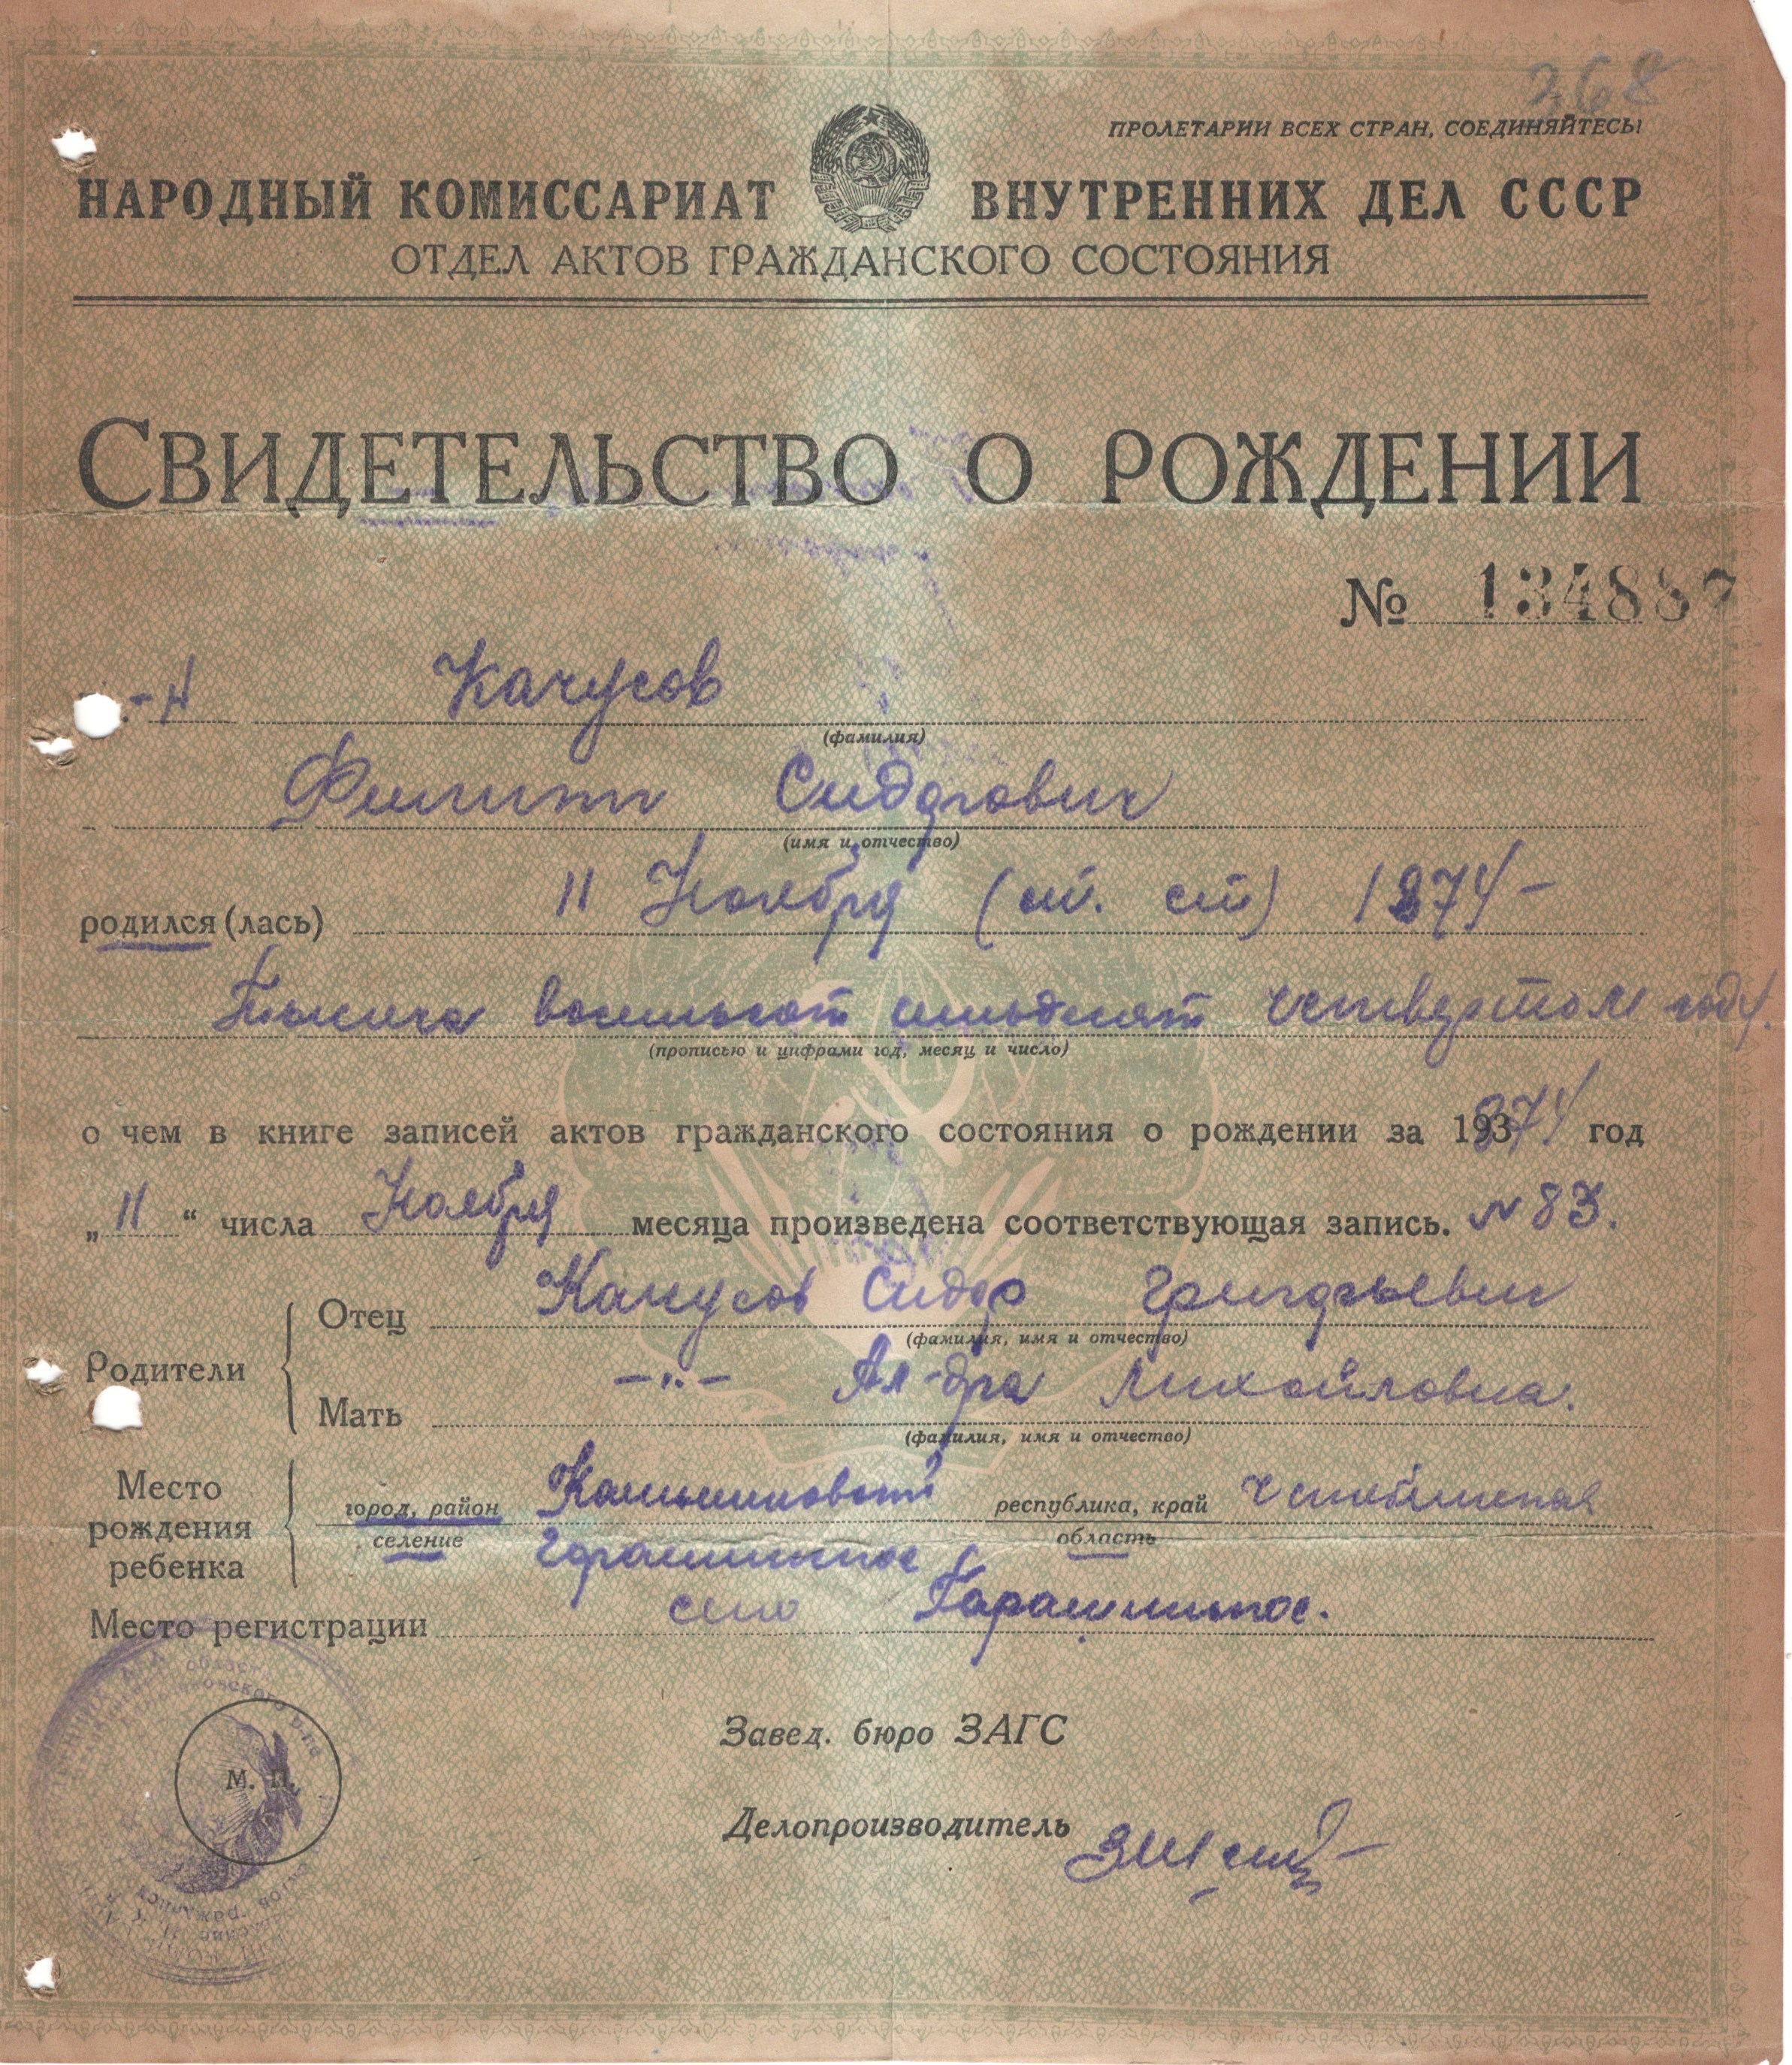 268
ПРОЛЕТАРИИ ВСЕХ СТРАН, СОЕДИНЯЙТЕСЬ!
НАРОДНЫЙ КОМИССАРИАТ ВНУТРЕННИХ ДЕЛ СССР
ОТДЕЛ АКТОВ ГРАЖДАНСКОГО СОСТОЯНИЯ
СВИДЕТЕЛЬСТВО О РОЖДЕНИИ
№ 134887
-н Качусов
(фамилия)
Филипп Сидорович
(имя и отчество)
родился (лась) 11 Ноября (ст. ст) 1874 -
Тысяча восемьсот семьдесят четвертом году.
(прописью и цифрами год, месяц и число)
о чем в книге записей актов гражданского состояния о рождении за 1874 год
„11“ числа Ноября месяца произведена соответствующая запись. № 83.
Родители
Отец Качусов Сидор Григорьевич
(фамилия, имя и отчество)
Мать -"- Ал-дра Михайловна.
(фамилия, имя и отчество)
Место рождения ребенка
город, район республика, край Челябинская
селение область
Место регистрации село
М. П.
Завед. бюро ЗАГС
Делопроизводитель